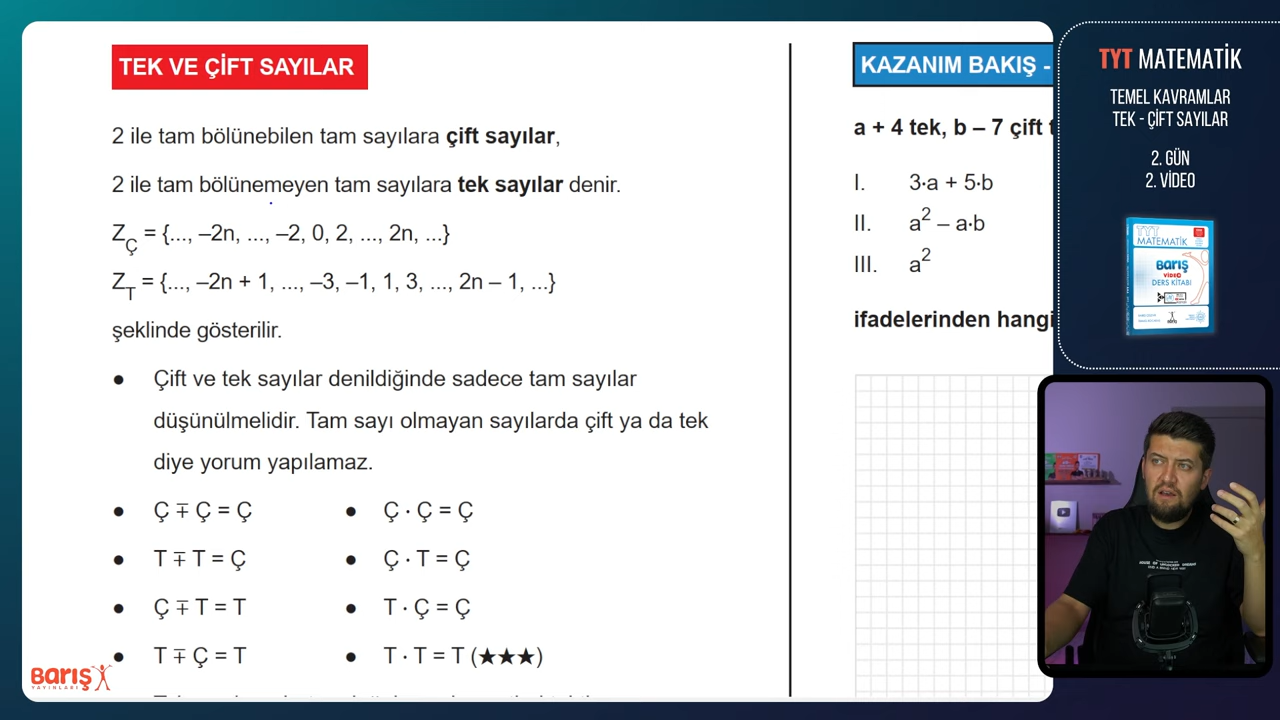 TEK VE ÇİFT SAYILAR
2 ile tam bölünebilen tam sayılara çift sayılar,
2 ile tam bölünemeyen tam sayılara tek sayılar denir.
Z_Ç = {..., –2n, ..., –2, 0, 2, ..., 2n, ...}
Z_T = {..., –2n + 1, ..., –3, –1, 1, 3, ..., 2n – 1, ...}
şeklinde gösterilir.
● Çift ve tek sayılar denildiğinde sadece tam sayılar
düşünülmelidir. Tam sayı olmayan sayılarda çift ya da tek
diye yorum yapılamaz.
● Ç ∓ Ç = Ç ● Ç · Ç = Ç
● T ∓ T = Ç ● Ç · T = Ç
● Ç ∓ T = T ● T · Ç = Ç
● T ∓ Ç = T ● T · T = T (★★★)
KAZANIM BAKIŞ -
a + 4 tek, b – 7 çift
I. 3·a + 5·b
II. a² – a·b
III. a²
ifadelerinden hangi
TYT MATEMATİK
TEMEL KAVRAMLAR
TEK - ÇİFT SAYILAR
2. GÜN
2. VİDEO
TYT
MATEMATİK
BARIŞ
VİDEO
DERS KİTABI
BARIŞ
YAYINLARI